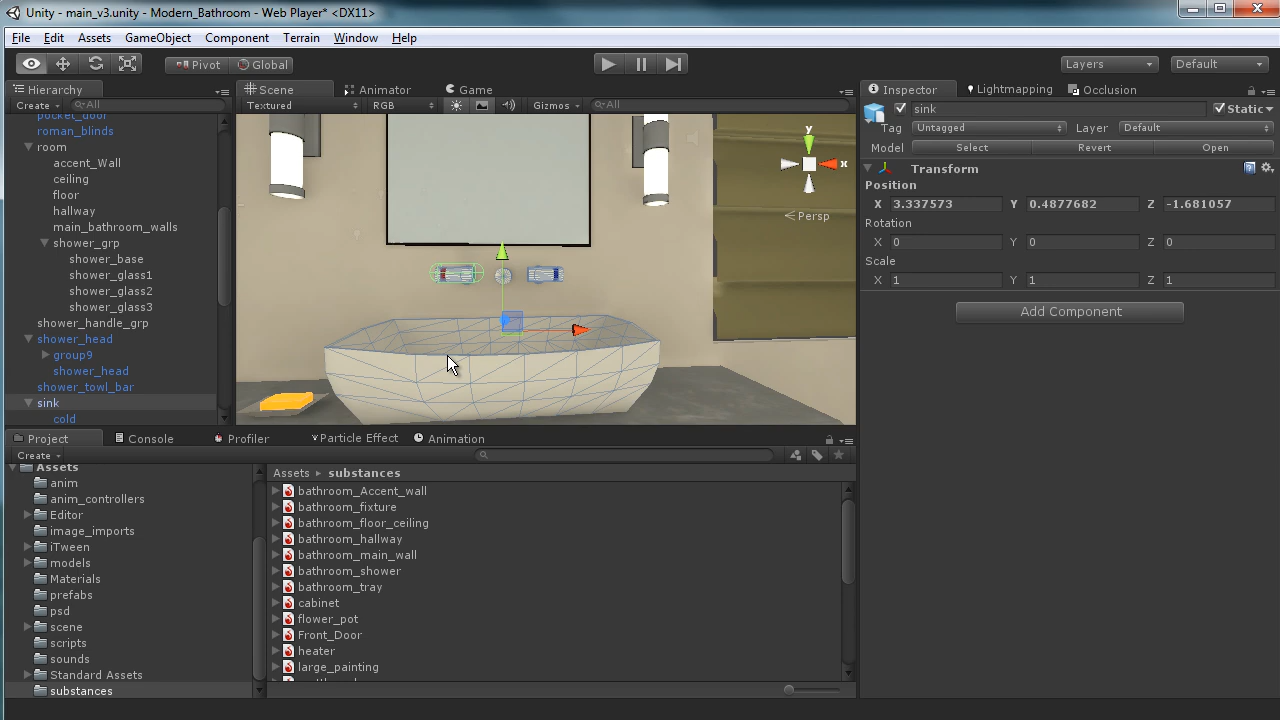 Unity - main_v3.unity - Modern_Bathroom - Web Player* <DX11>
File Edit Assets GameObject Component Terrain Window Help
Pivot Global Layers Default
Hierarchy
Create All
pocket_door
roman_blinds
room
accent_Wall
ceiling
floor
hallway
main_bathroom_walls
shower_grp
shower_base
shower_glass1
shower_glass2
shower_glass3
shower_handle_grp
shower_head
group9
shower_head
shower_towl_bar
sink
cold
Scene Animator Game
Textured RGB Gizmos All
y
x
Persp
Inspector Lightmapping Occlusion
sink Static
Tag Untagged Layer Default
Model Select Revert Open
Transform
Position
X 3.337573 Y 0.4877682 Z -1.681057
Rotation
X 0 Y 0 Z 0
Scale
X 1 Y 1 Z 1
Add Component
Project Console Profiler Particle Effect Animation
Create
Assets
anim
anim_controllers
Editor
image_imports
iTween
models
Materials
prefabs
psd
scene
scripts
sounds
Standard Assets
substances
Assets substances
bathroom_Accent_wall
bathroom_fixture
bathroom_floor_ceiling
bathroom_hallway
bathroom_main_wall
bathroom_shower
bathroom_tray
cabinet
flower_pot
Front_Door
heater
large_painting